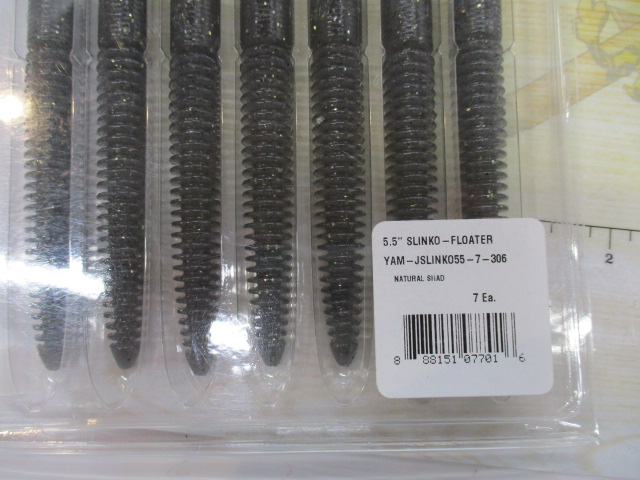 5.5" SLINKO-FLOATER
YAM-JSLINKO55-7-306
NATURAL SHAD
7 Ea.
8 88151 07701 6
2